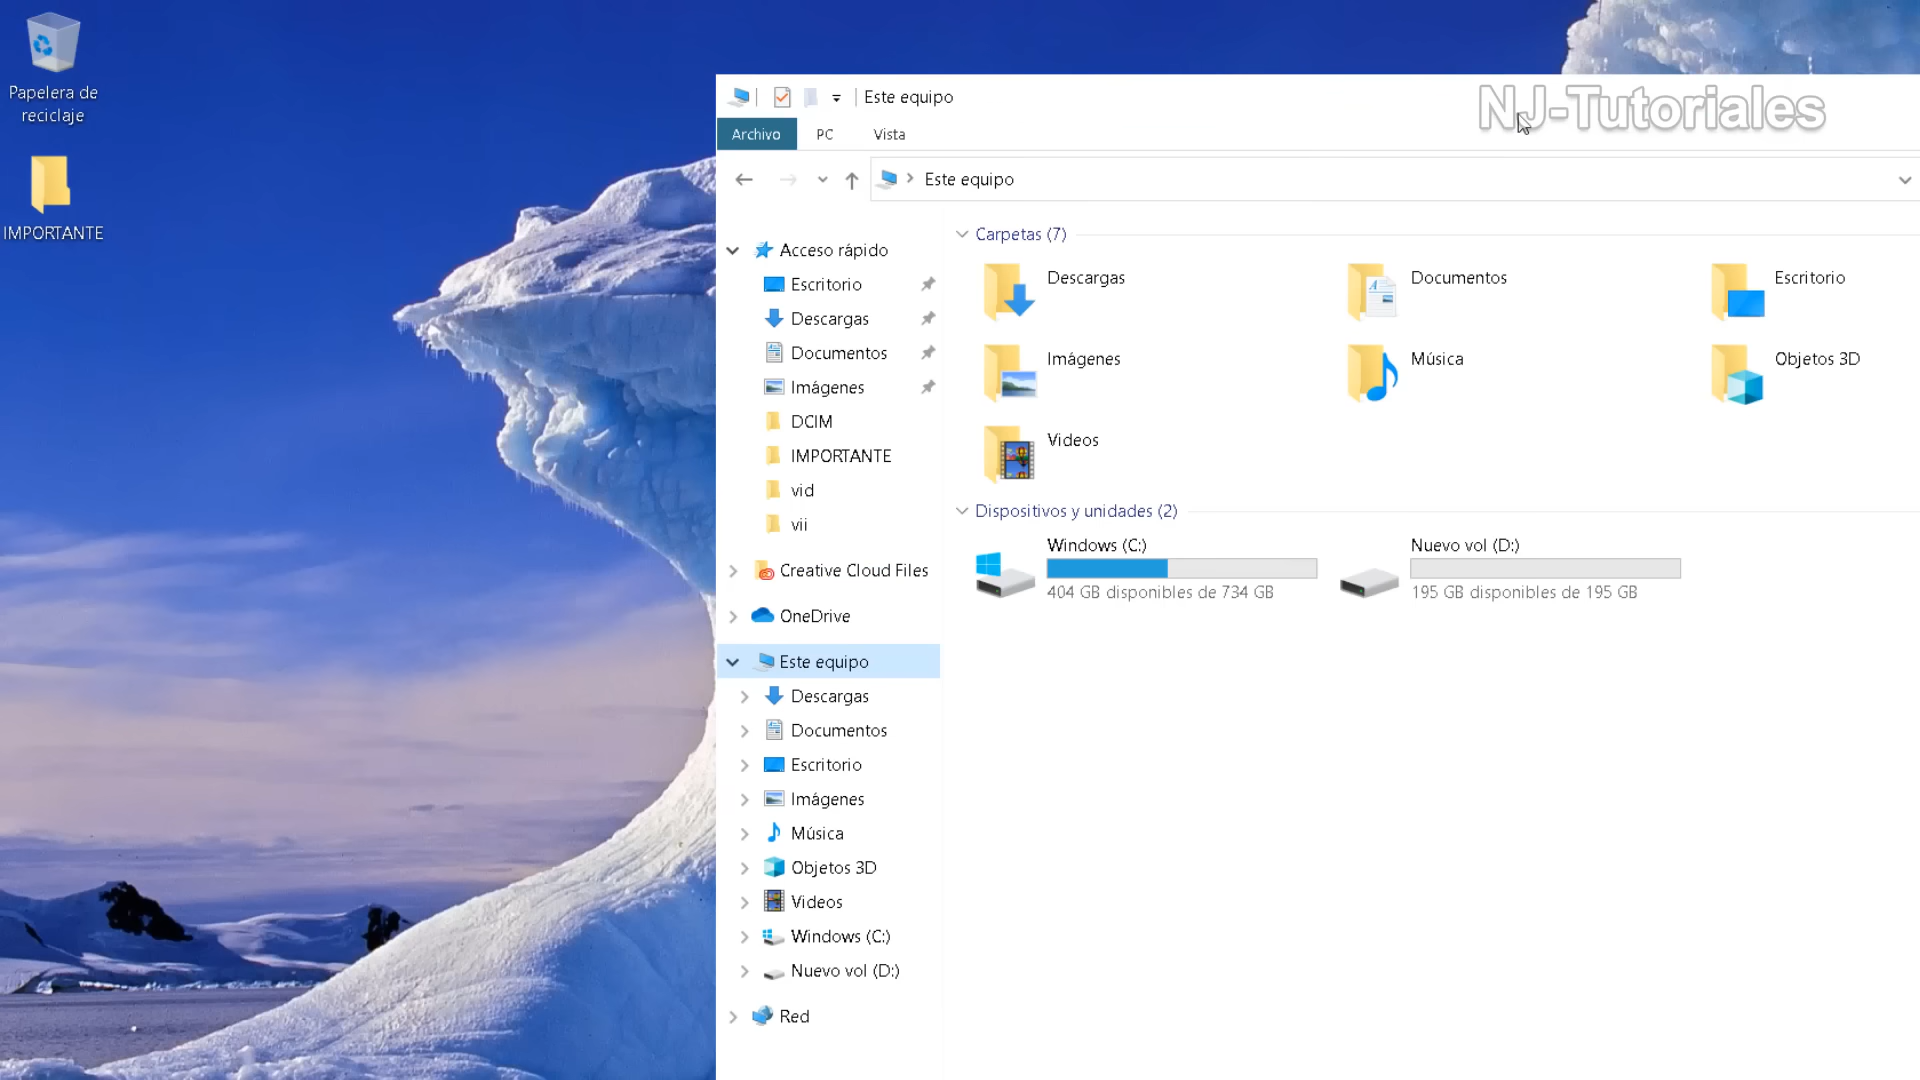 Papelera de
reciclaje
IMPORTANTE
Este equipo
NJ-Tutoriales
Archivo
PC
Vista
Este equipo
Acceso rápido
Escritorio
Descargas
Documentos
Imágenes
DCIM
IMPORTANTE
vid
vii
Creative Cloud Files
OneDrive
Este equipo
Descargas
Documentos
Escritorio
Imágenes
Música
Objetos 3D
Videos
Windows (C:)
Nuevo vol (D:)
Red
Carpetas (7)
Descargas
Documentos
Escritorio
Imágenes
Música
Objetos 3D
Videos
Dispositivos y unidades (2)
Windows (C:)
404 GB disponibles de 734 GB
Nuevo vol (D:)
195 GB disponibles de 195 GB